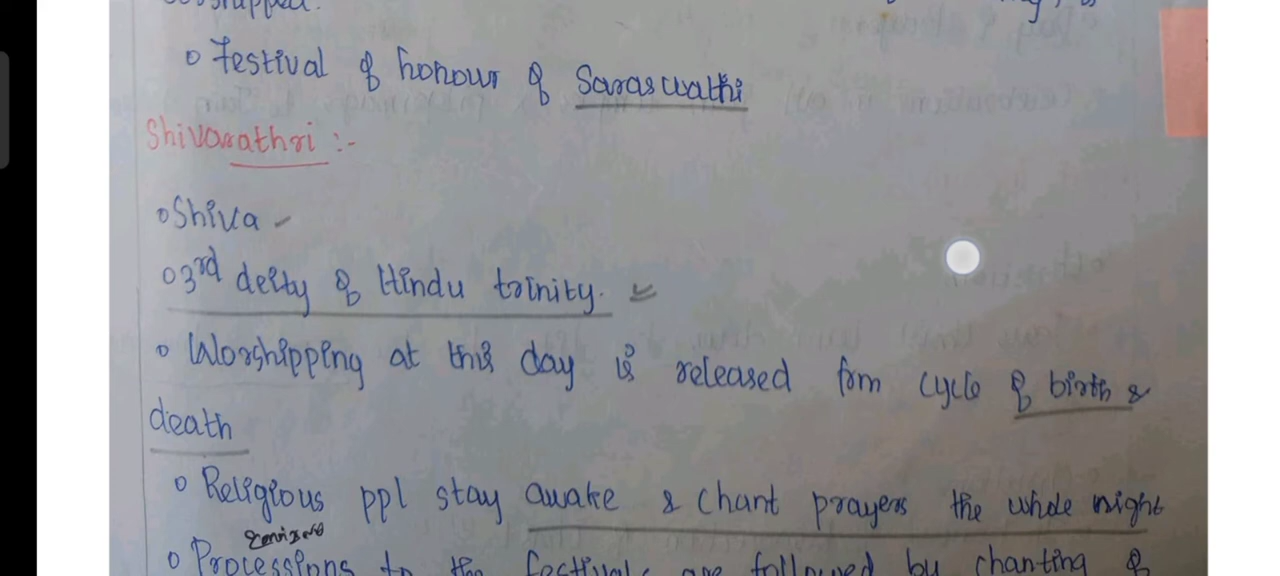 o Festival of honour of Saraswathi
Shivarathri :-
o Shiva
o 3rd deity of Hindu trinity.
o Worshipping at this day is released form cycle of birth &
death
o Religious ppl stay awake & chant prayers the whole night
o Processions to the festivals are followed by chanting of